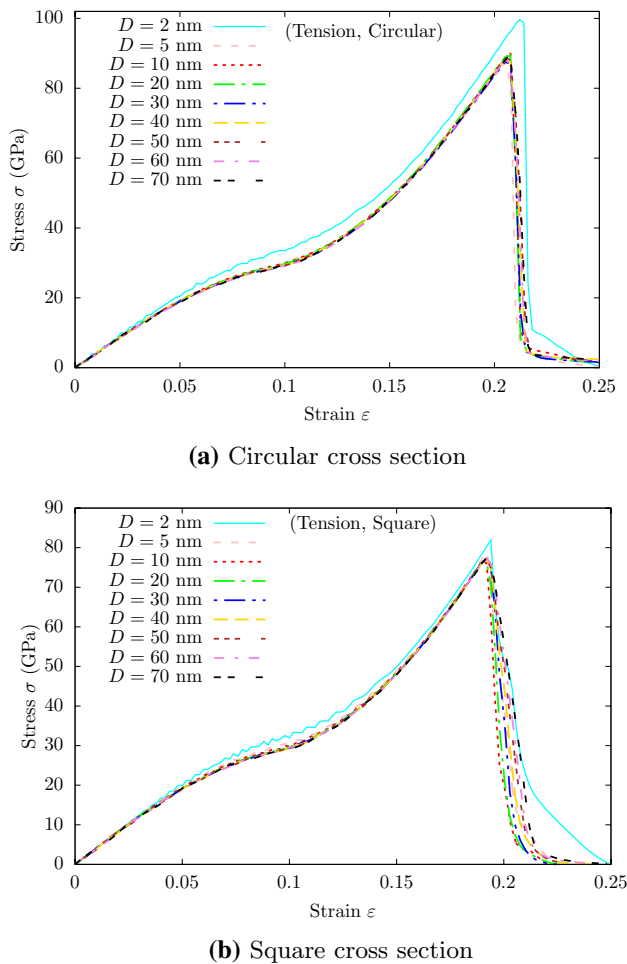 100
80
60
40
20
0
Stress σ (GPa)
D = 2 nm
D = 5 nm
D = 10 nm
D = 20 nm
D = 30 nm
D = 40 nm
D = 50 nm
D = 60 nm
D = 70 nm
(Tension, Circular)
0 0.05 0.1 0.15 0.2 0.25
Strain ε
(a) Circular cross section
90
80
70
60
50
40
30
20
10
0
Stress σ (GPa)
D = 2 nm
D = 5 nm
D = 10 nm
D = 20 nm
D = 30 nm
D = 40 nm
D = 50 nm
D = 60 nm
D = 70 nm
(Tension, Square)
0 0.05 0.1 0.15 0.2 0.25
Strain ε
(b) Square cross section